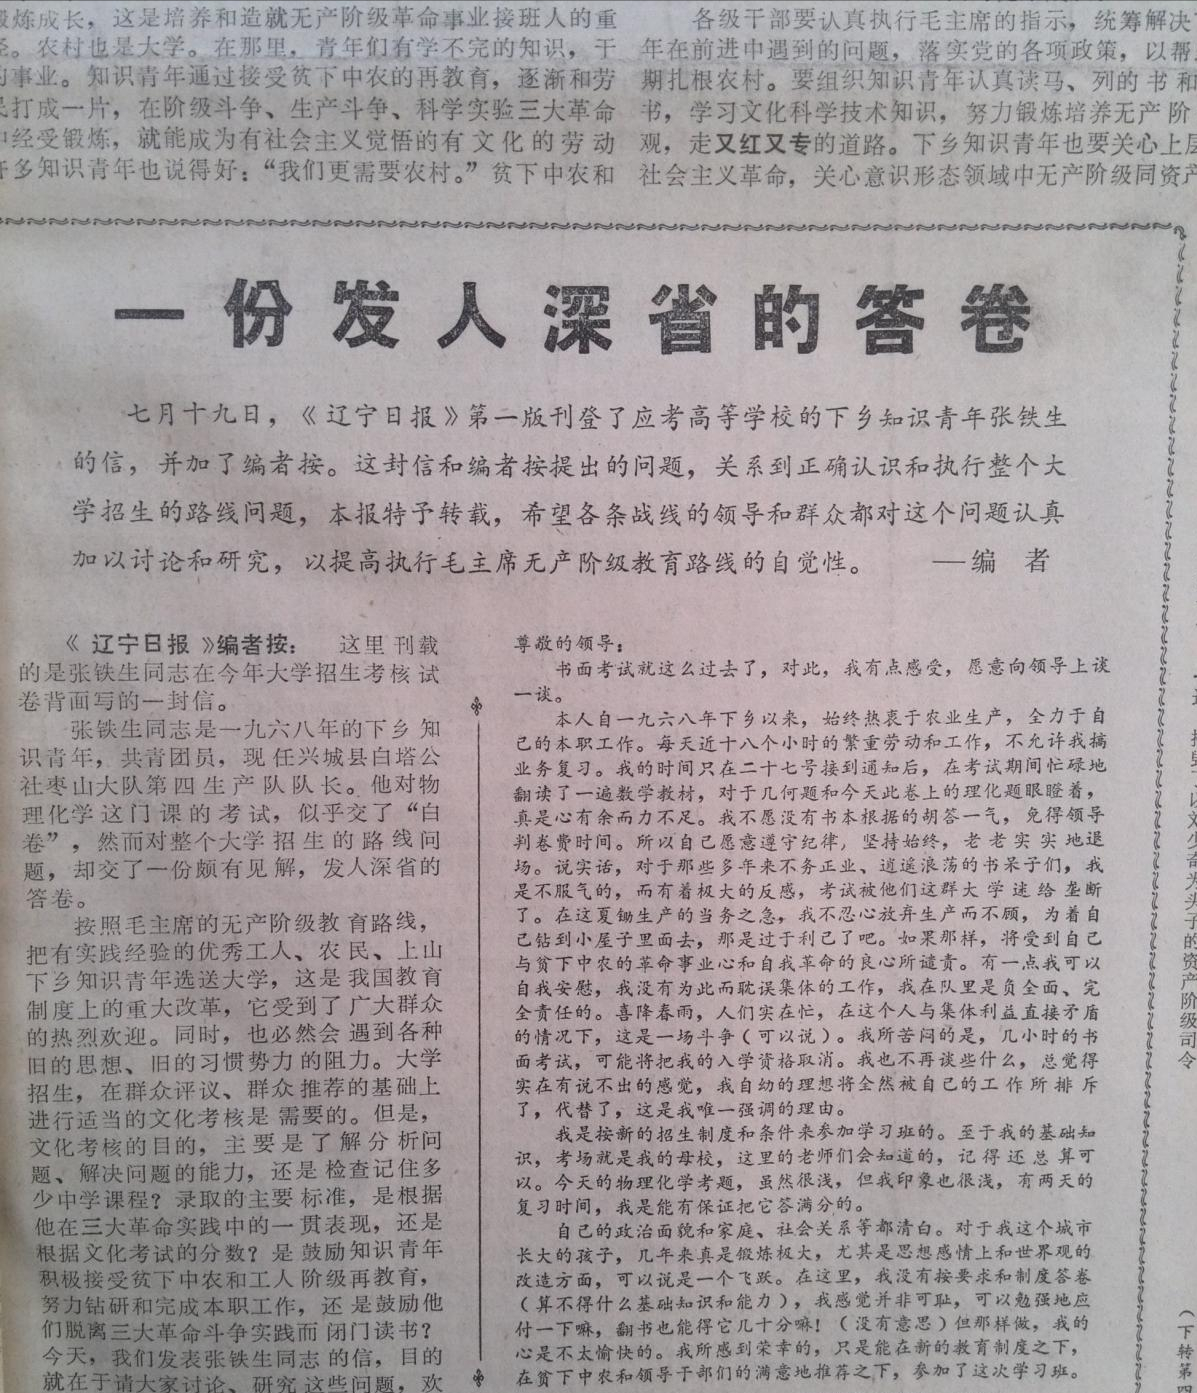 锻炼成长，这是培养和造就无产阶级革命事业接班人的重
。农村也是大学。在那里，青年们有学不完的知识，干
的事业。知识青年通过接受贫下中农的再教育，逐渐和劳
民打成一片，在阶级斗争、生产斗争、科学实验三大革命
中经受锻炼，就能成为有社会主义觉悟的有文化的劳动
许多知识青年也说得好：“我们更需要农村。”贫下中农和
各级干部要认真执行毛主席的指示，统筹解决
年在前进中遇到的问题，落实党的各项政策，以帮
期扎根农村。要组织知识青年认真读马、列的书和
书，学习文化科学技术知识，努力锻炼培养无产阶
观，走又红又专的道路。下乡知识青年也要关心上层
社会主义革命，关心意识形态领域中无产阶级同资产
一份发人深省的答卷
七月十九日，《辽宁日报》第一版刊登了应考高等学校的下乡知识青年张铁生
的信，并加了编者按。这封信和编者按提出的问题，关系到正确认识和执行整个大
学招生的路线问题，本报特予转载，希望各条战线的领导和群众都对这个问题认真
加以讨论和研究，以提高执行毛主席无产阶级教育路线的自觉性。 ——编 者
《辽宁日报》编者按： 这里刊载
的是张铁生同志在今年大学招生考核试
卷背面写的一封信。
张铁生同志是一九六八年的下乡知
识青年，共青团员，现任兴城县白塔公
社枣山大队第四生产队队长。他对物
理化学这门课的考试，似乎交了“白
卷”，然而对整个大学招生的路线问
题，却交了一份颇有见解，发人深省的
答卷。
按照毛主席的无产阶级教育路线，
把有实践经验的优秀工人、农民、上山
下乡知识青年选送大学，这是我国教育
制度上的重大改革，它受到了广大群众
的热烈欢迎。同时，也必然会遇到各种
旧的思想、旧的习惯势力的阻力。大学
招生，在群众评议、群众推荐的基础上
进行适当的文化考核是需要的。但是，
文化考核的目的，主要是了解分析问
题、解决问题的能力，还是检查记住多
少中学课程？录取的主要标准，是根据
他在三大革命实践中的一贯表现，还是
根据文化考试的分数？是鼓励知识青年
积极接受贫下中农和工人阶级再教育，
努力钻研和完成本职工作，还是鼓励他
们脱离三大革命斗争实践而闭门读书？
今天，我们发表张铁生同志的信，目的
就在于请大家讨论、研究这些问题，欢
尊敬的领导：
书面考试就这么过去了，对此，我有点感受，愿意向领导上谈
一谈。
本人自一九六八年下乡以来，始终热衷于农业生产，全力于自
己的本职工作。每天近十八个小时的繁重劳动和工作，不允许我搞
业务复习。我的时间只在二十七号接到通知后，在考试期间忙碌地
翻读了一遍数学教材，对于几何题和今天此卷上的理化题眼瞪着，
真是心有余而力不足。我不愿没有书本根据的胡答一气，免得领导
判卷费时间。所以自己愿意遵守纪律，坚持始终，老老实实地退
场。说实话，对于那些多年来不务正业、逍遥浪荡的书呆子们，我
是不服气的，而有着极大的反感，考试被他们这群大学迷给垄断
了。在这夏锄生产的当务之急，我不忍心放弃生产而不顾，为着自
己钻到小屋子里面去，那是过于利己了吧。如果那样，将受到自己
与贫下中农的革命事业心和自我革命的良心所谴责。有一点我可以
自我安慰，我没有为此而耽误集体的工作，我在队里是负全面、完
全责任的。喜降春雨，人们实在忙，在这个人与集体利益直接矛盾
的情况下，这是一场斗争（可以说）。我所苦闷的是，几小时的书
面考试，可能将把我的入学资格取消。我也不再谈些什么，总觉得
实在有说不出的感觉，我自幼的理想将全然被自己的工作所排斥
了，代替了，这是我唯一强调的理由。
我是按新的招生制度和条件来参加学习班的。至于我的基础知
识，考场就是我的母校，这里的老师们会知道的，记得还总算可
以。今天的物理化学考题，虽然很浅，但我印象也很浅，有两天的
复习时间，我是能有保证把它答满分的。
自己的政治面貌和家庭、社会关系等都清白。对于我这个城市
长大的孩子，几年来真是锻炼极大，尤其是思想感情上和世界观的
改造方面，可以说是一个飞跃。在这里，我没有按要求和制度答卷
（算不得什么基础知识和能力），我感觉并非可耻，可以勉强地应
付一下嘛，翻书也能得它几十分嘛！（没有意思）但那样做，我的
心是不太愉快的。我所感到荣幸的，只是能在新的教育制度之下，
在贫下中农和领导干部们的满意地推荐之下，参加了这次学习班。
以刘少奇为头子的资产阶级司令
（下转第四